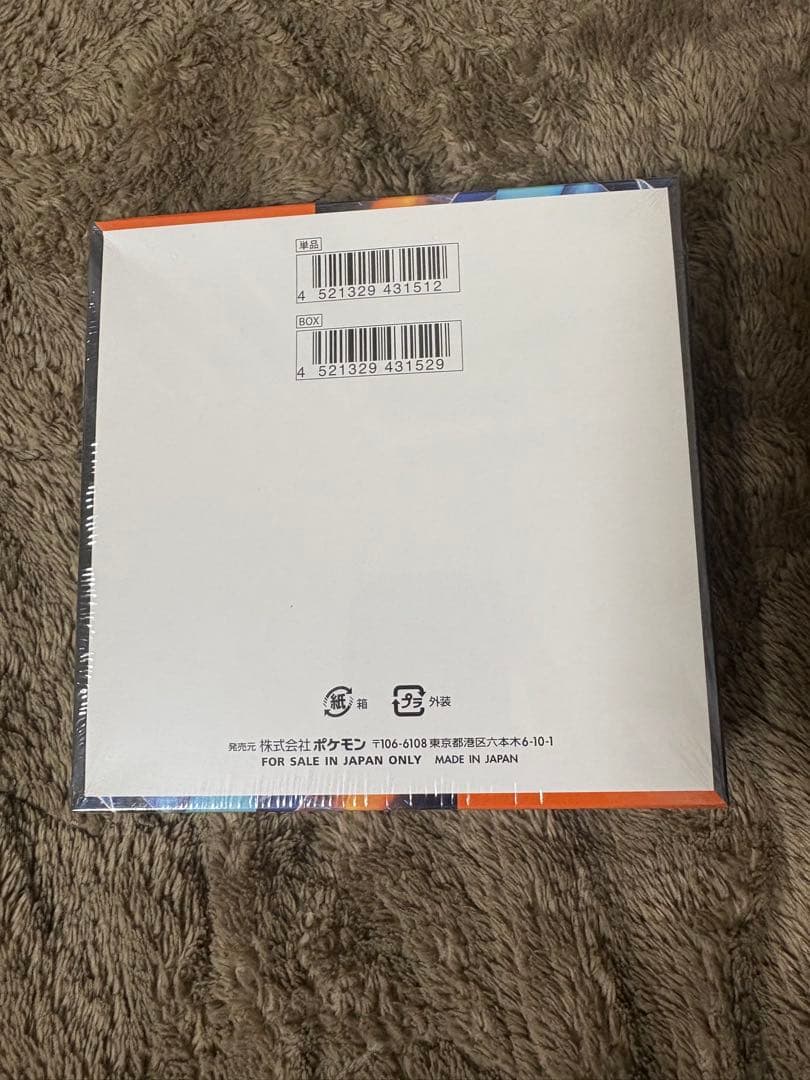 単品
4 521329 431512
BOX
4 521329 431529
紙 箱 プラ 外装
発売元 株式会社ポケモン 〒106-6108 東京都港区六本木6-10-1
FOR SALE IN JAPAN ONLY MADE IN JAPAN